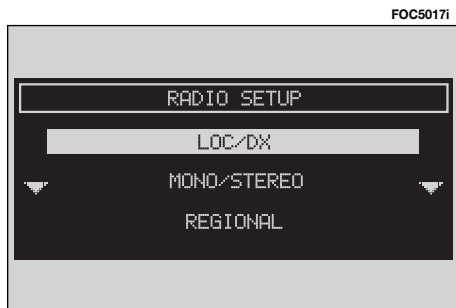 FOC5017i
RADIO SETUP
LOC/DX
MONO/STEREO
REGIONAL